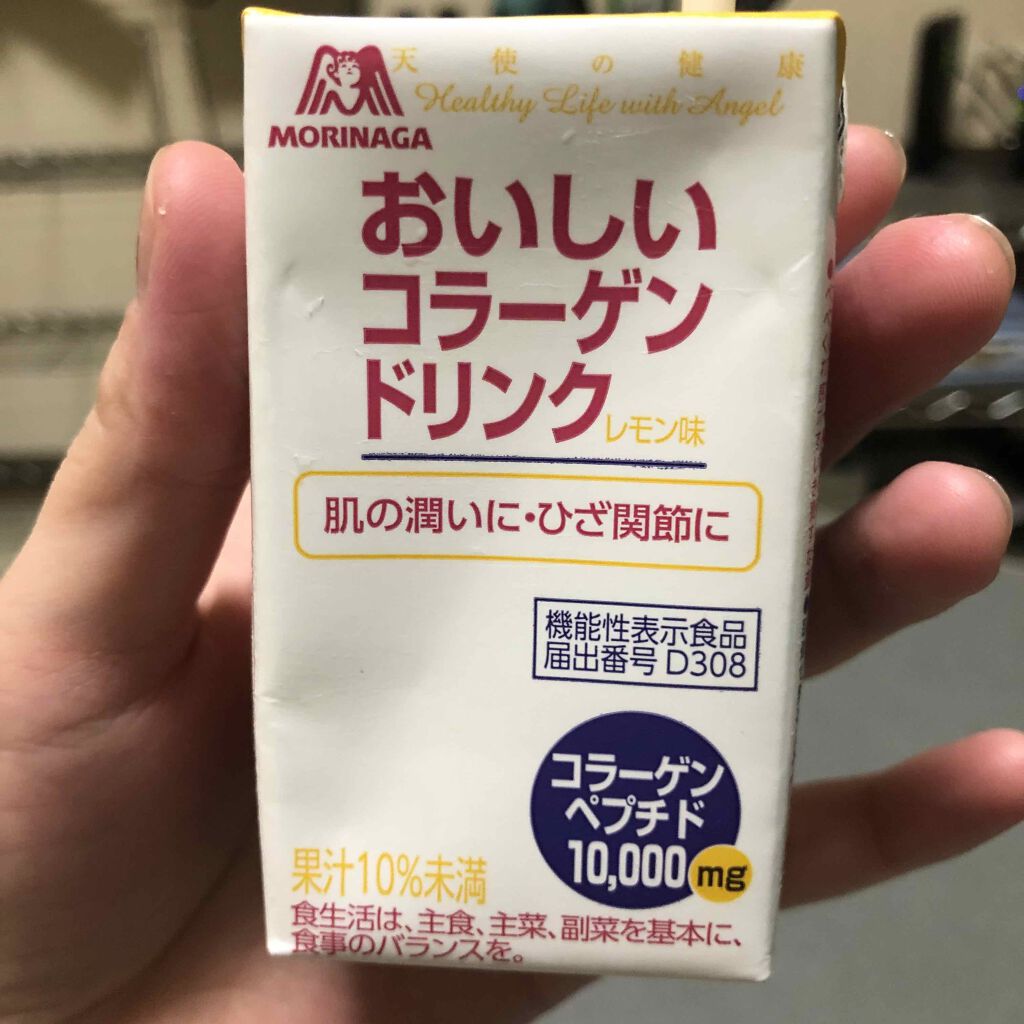 天使の健康
Healthy Life with Angel
MORINAGA
おいしい
コラーゲン
ドリンク
レモン味
肌の潤いに・ひざ関節に
機能性表示食品
届出番号 D308
コラーゲン
ペプチド
10,000mg
果汁10%未満
食生活は、主食、主菜、副菜を基本に、
食事のバランスを。